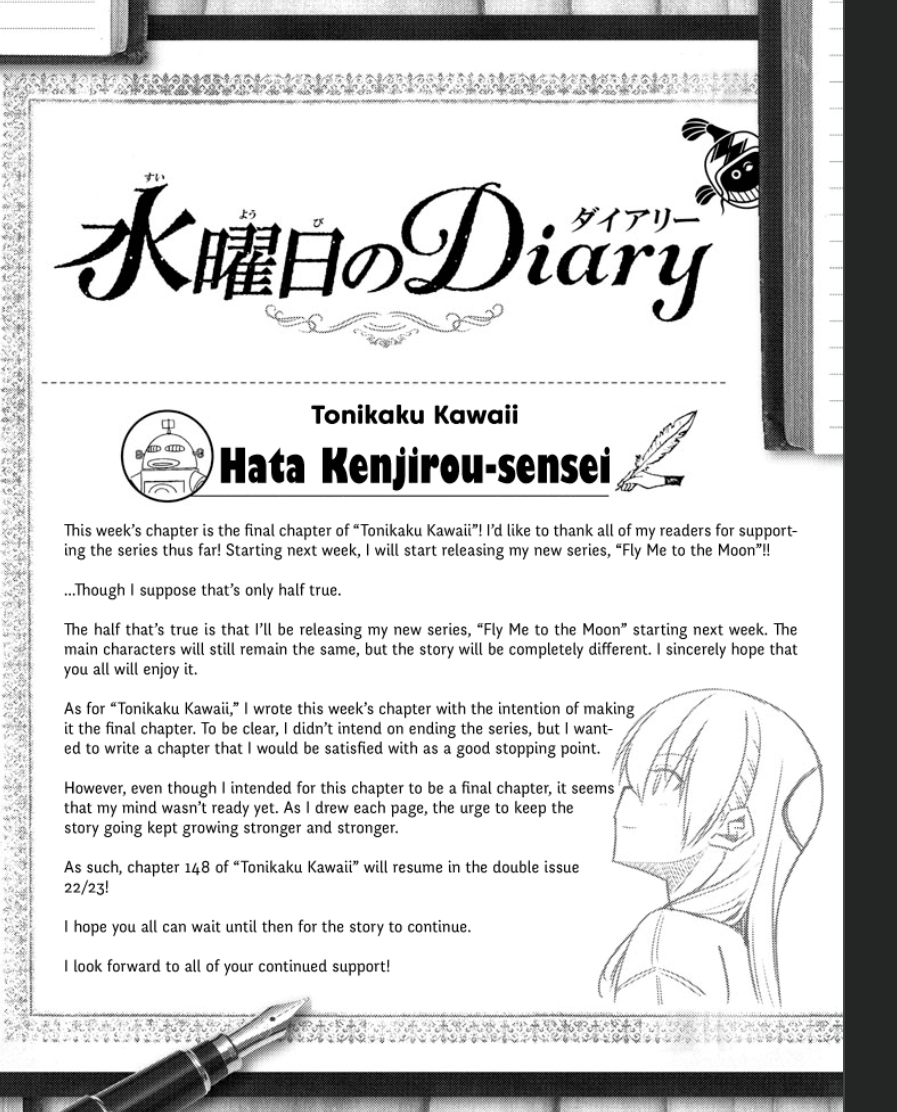 すい よう び ダイアリー
水曜日のDiary
Tonikaku Kawaii
Hata Kenjirou-sensei
This week's chapter is the final chapter of “Tonikaku Kawaii”! I'd like to thank all of my readers for support-
ing the series thus far! Starting next week, I will start releasing my new series, “Fly Me to the Moon”!!
...Though I suppose that's only half true.
The half that's true is that I'll be releasing my new series, “Fly Me to the Moon” starting next week. The
main characters will still remain the same, but the story will be completely different. I sincerely hope that
you all will enjoy it.
As for “Tonikaku Kawaii,” I wrote this week's chapter with the intention of making
it the final chapter. To be clear, I didn't intend on ending the series, but I want-
ed to write a chapter that I would be satisfied with as a good stopping point.
However, even though I intended for this chapter to be a final chapter, it seems
that my mind wasn't ready yet. As I drew each page, the urge to keep the
story going kept growing stronger and stronger.
As such, chapter 148 of “Tonikaku Kawaii” will resume in the double issue
22/23!
I hope you all can wait until then for the story to continue.
I look forward to all of your continued support!